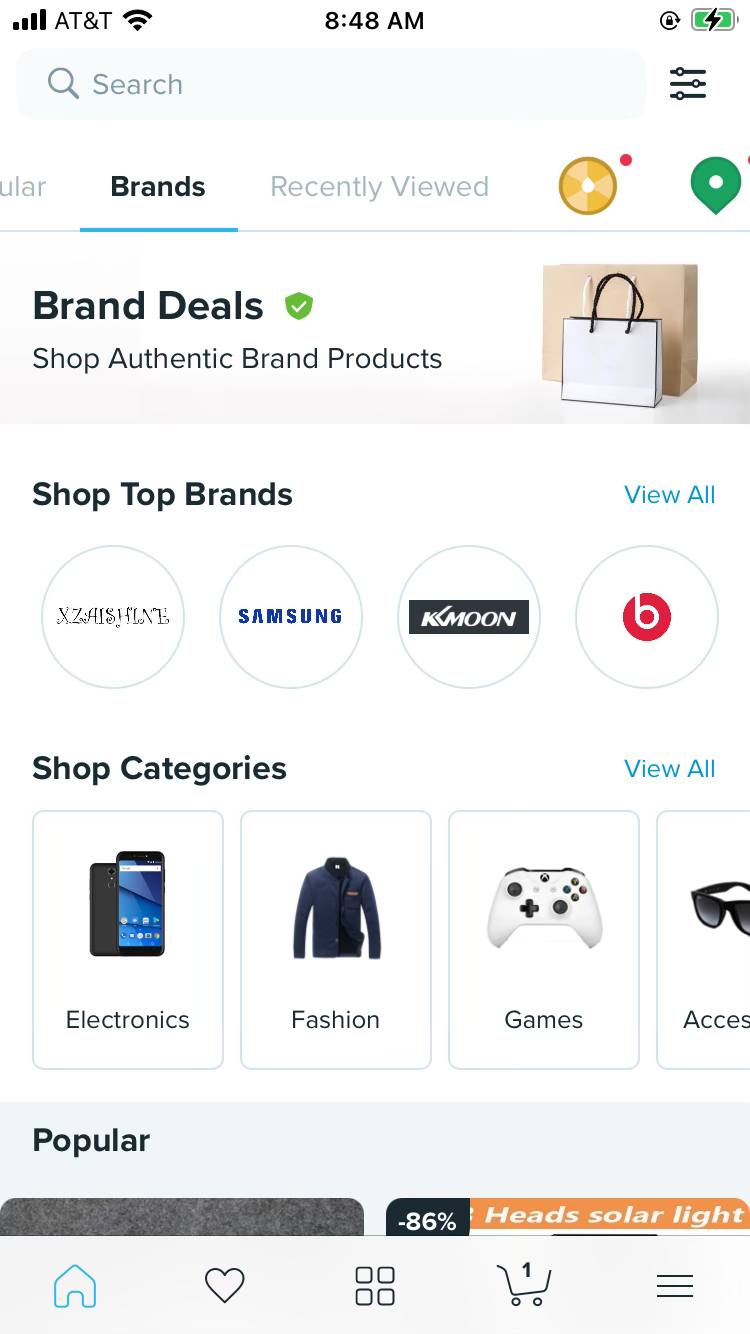 AT&T 8:48 AM
Search
ular Brands Recently Viewed
Brand Deals
Shop Authentic Brand Products
Shop Top Brands View All
XZAISHINE SAMSUNG KKMOON b
Shop Categories View All
Electronics Fashion Games Acces
Popular
-86% Heads solar light
1